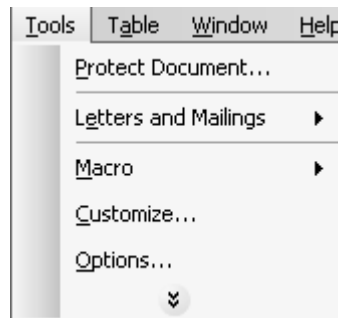 Tools Table Window Help
Protect Document...
Letters and Mailings
Macro
Customize...
Options...